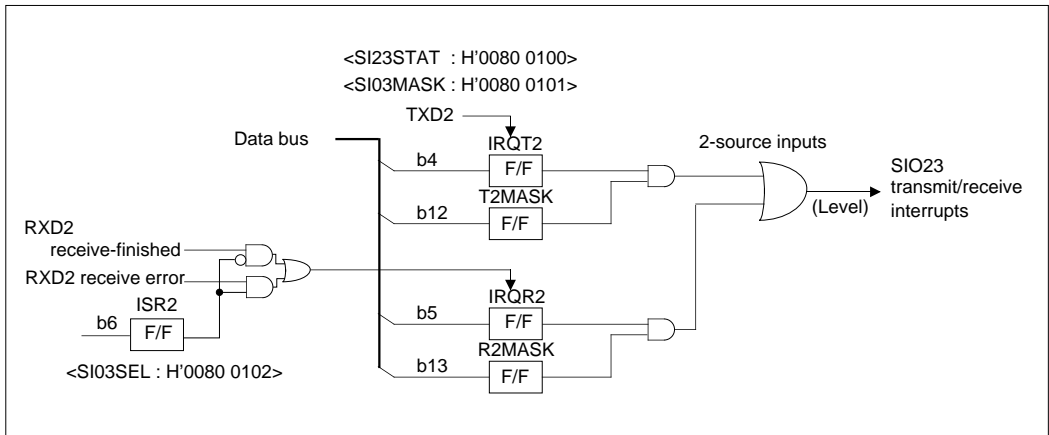 <SI23STAT : H'0080 0100>
<SI03MASK : H'0080 0101>
TXD2
Data bus
IRQT2
2-source inputs
b4
F/F
SIO23
transmit/receive
interrupts
(Level)
T2MASK
b12
F/F
RXD2
receive-finished
RXD2 receive error
ISR2
b6
F/F
<SI03SEL : H'0080 0102>
IRQR2
b5
F/F
R2MASK
b13
F/F